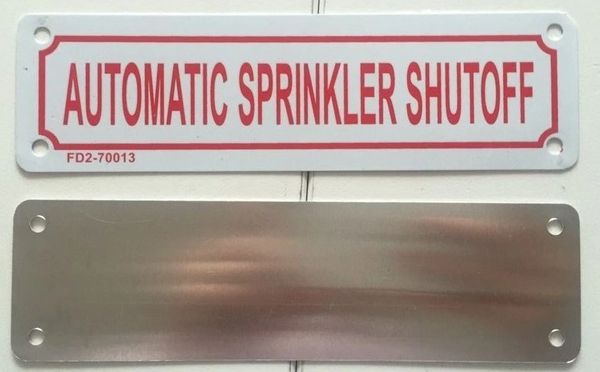 AUTOMATIC SPRINKLER SHUTOFF
FD2-70013